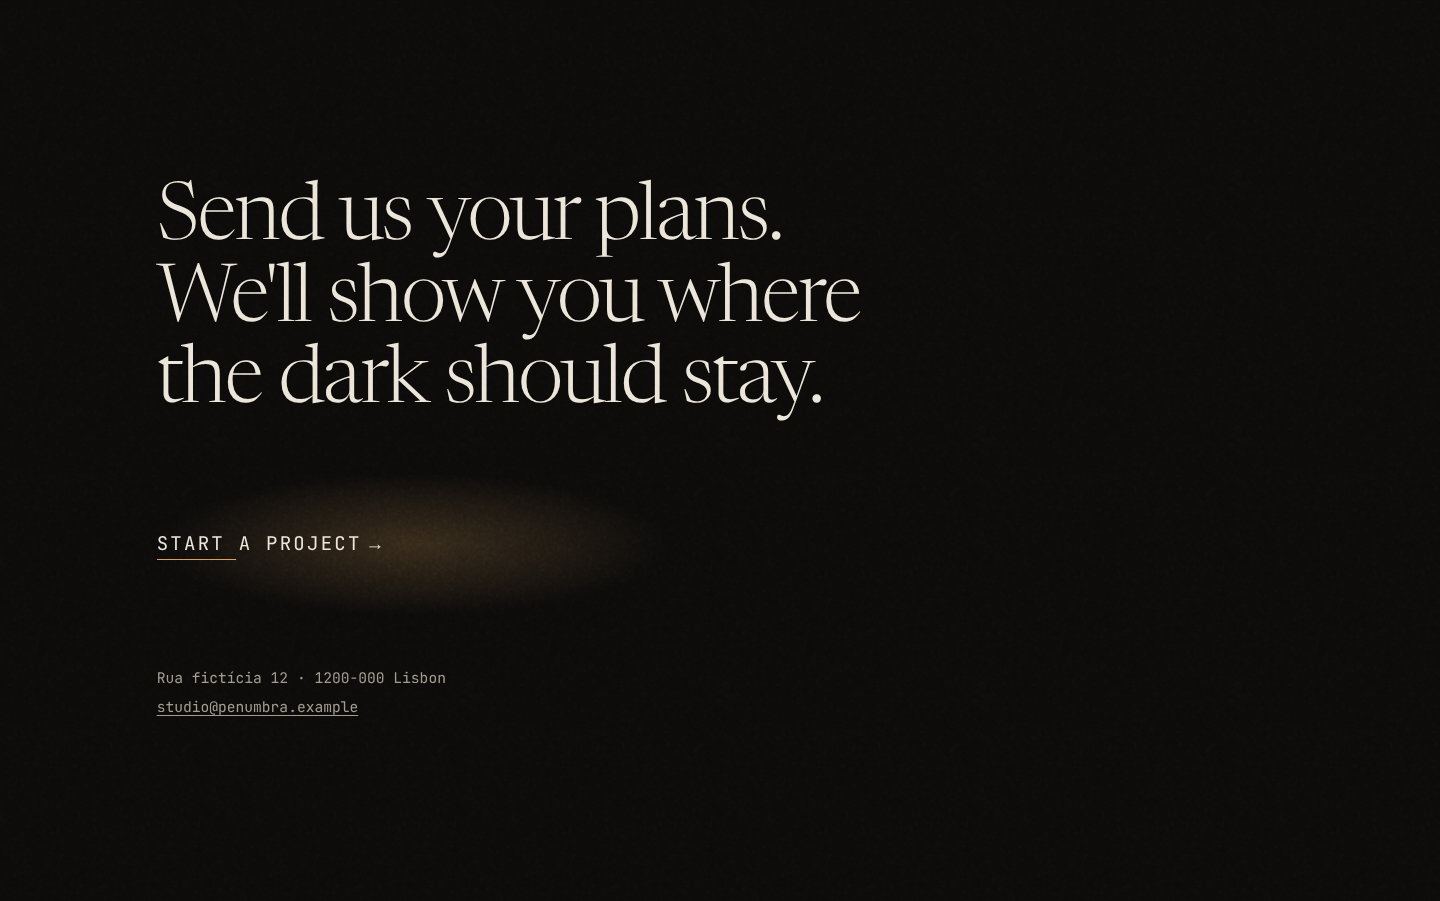 Send us your plans.
We'll show you where
the dark should stay.
START A PROJECT →
Rua fictícia 12 · 1200-000 Lisbon
studio@penumbra.example